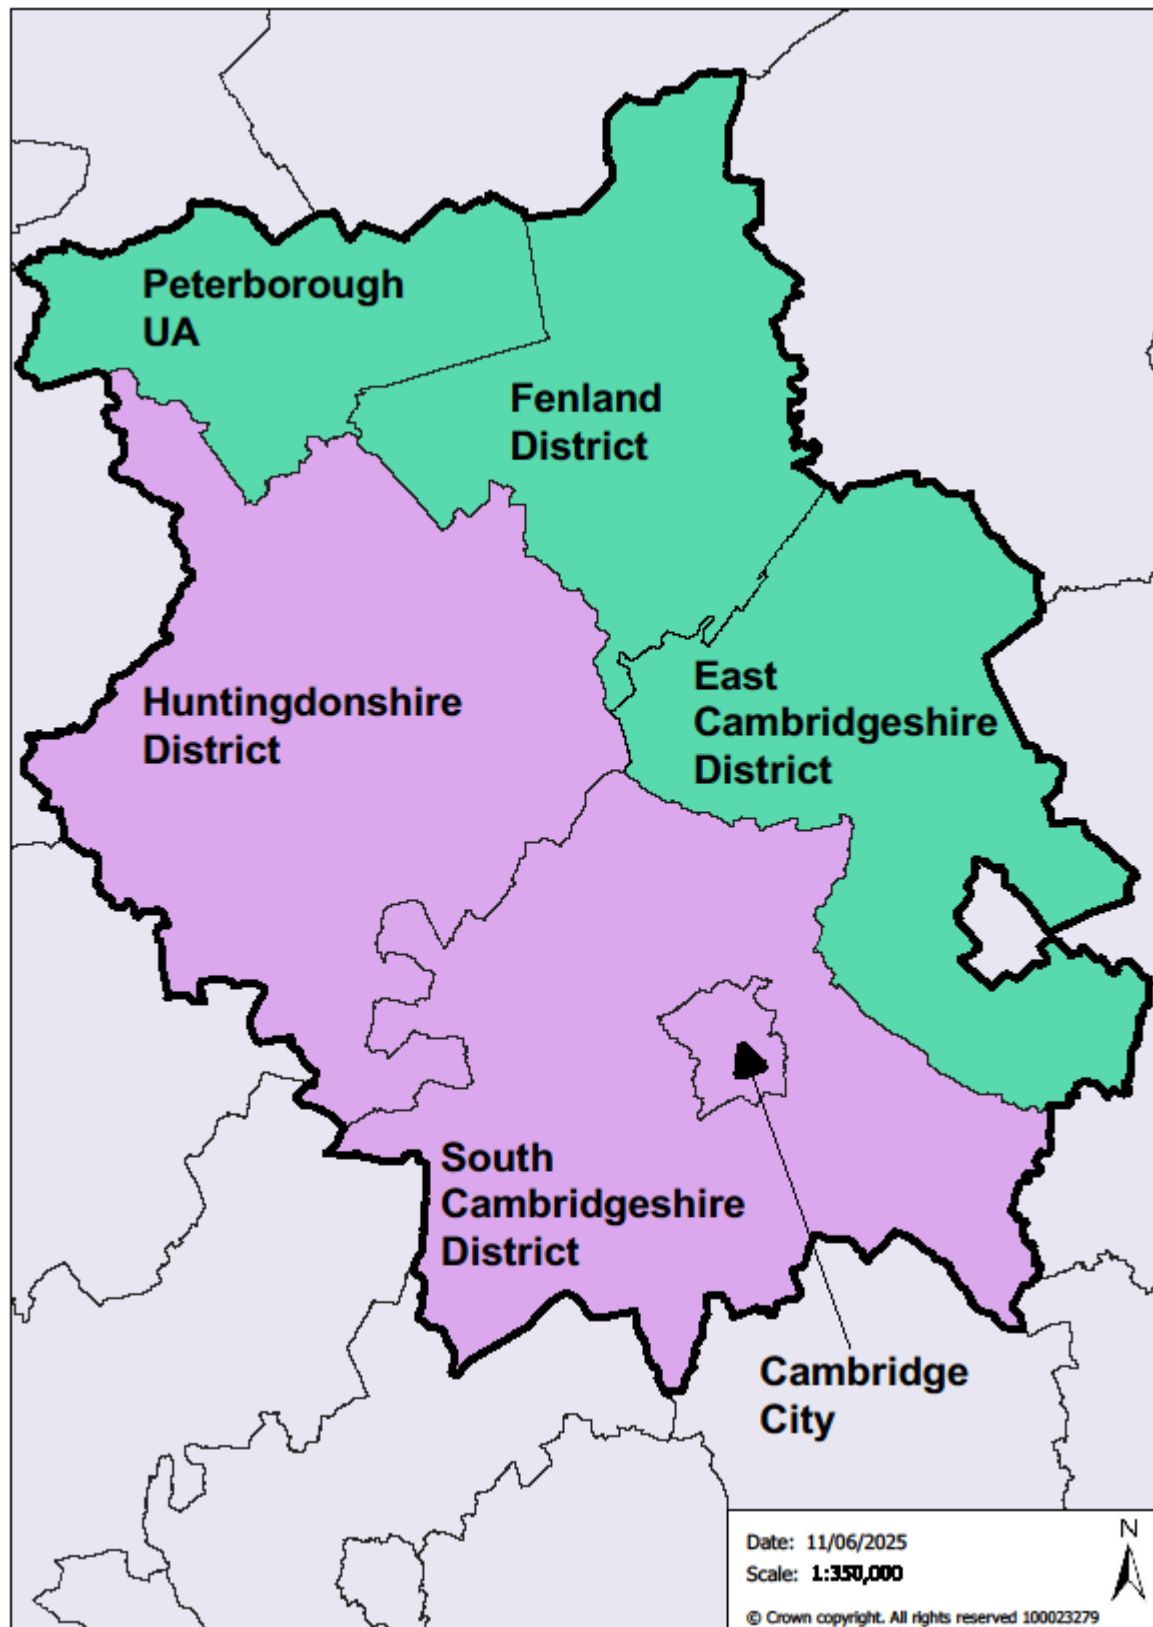 Peterborough
UA
Fenland
District
East
Cambridgeshire
District
Huntingdonshire
District
South
Cambridgeshire
District
Cambridge
City
N
Date: 11/06/2025
Scale: 1:350,000
© Crown copyright. All rights reserved 100023279